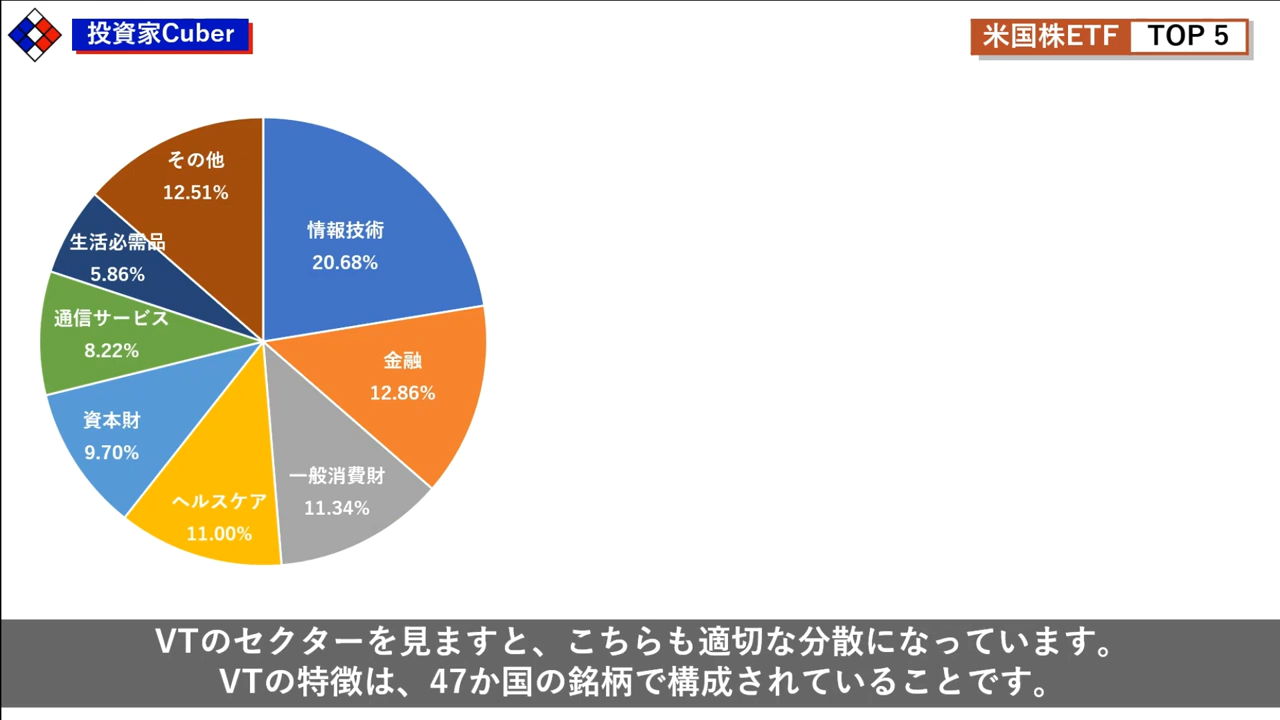 投資家Cuber
米国株ETF TOP 5
その他
12.51%
情報技術
20.68%
生活必需品
5.86%
通信サービス
8.22%
金融
12.86%
資本財
9.70%
一般消費財
11.34%
ヘルスケア
11.00%
VTのセクターを見ますと、こちらも適切な分散になっています。
VTの特徴は、47か国の銘柄で構成されていることです。